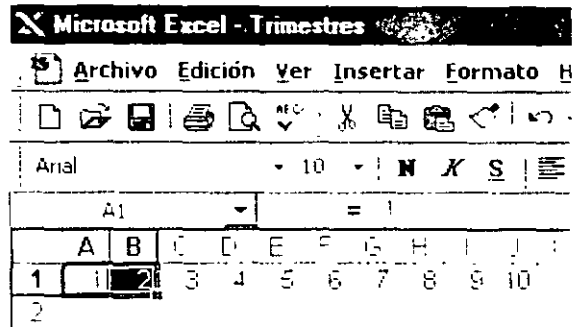 Microsoft Excel - Trimestres
Archivo Edición Ver Insertar Formato
Arial 10 N K S
A1 = 1
A B C D E F G H I J
1 1 2 3 4 5 6 7 8 9 10
2